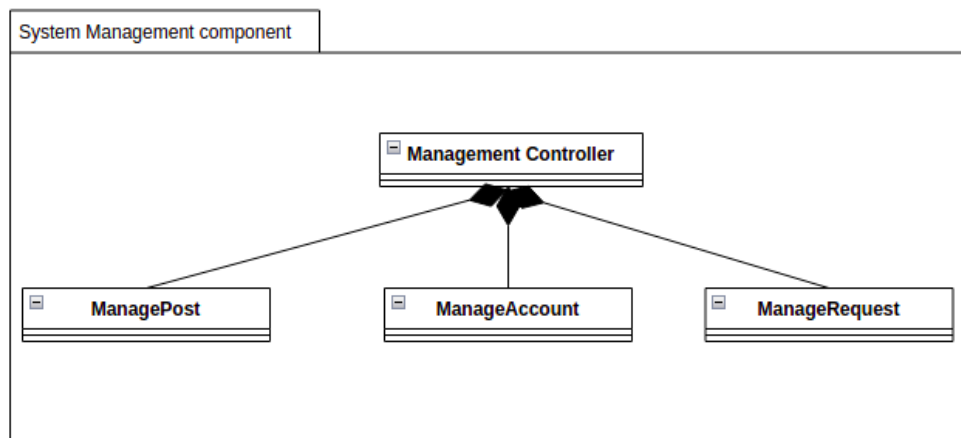 System Management component
Management Controller
ManagePost
ManageAccount
ManageRequest